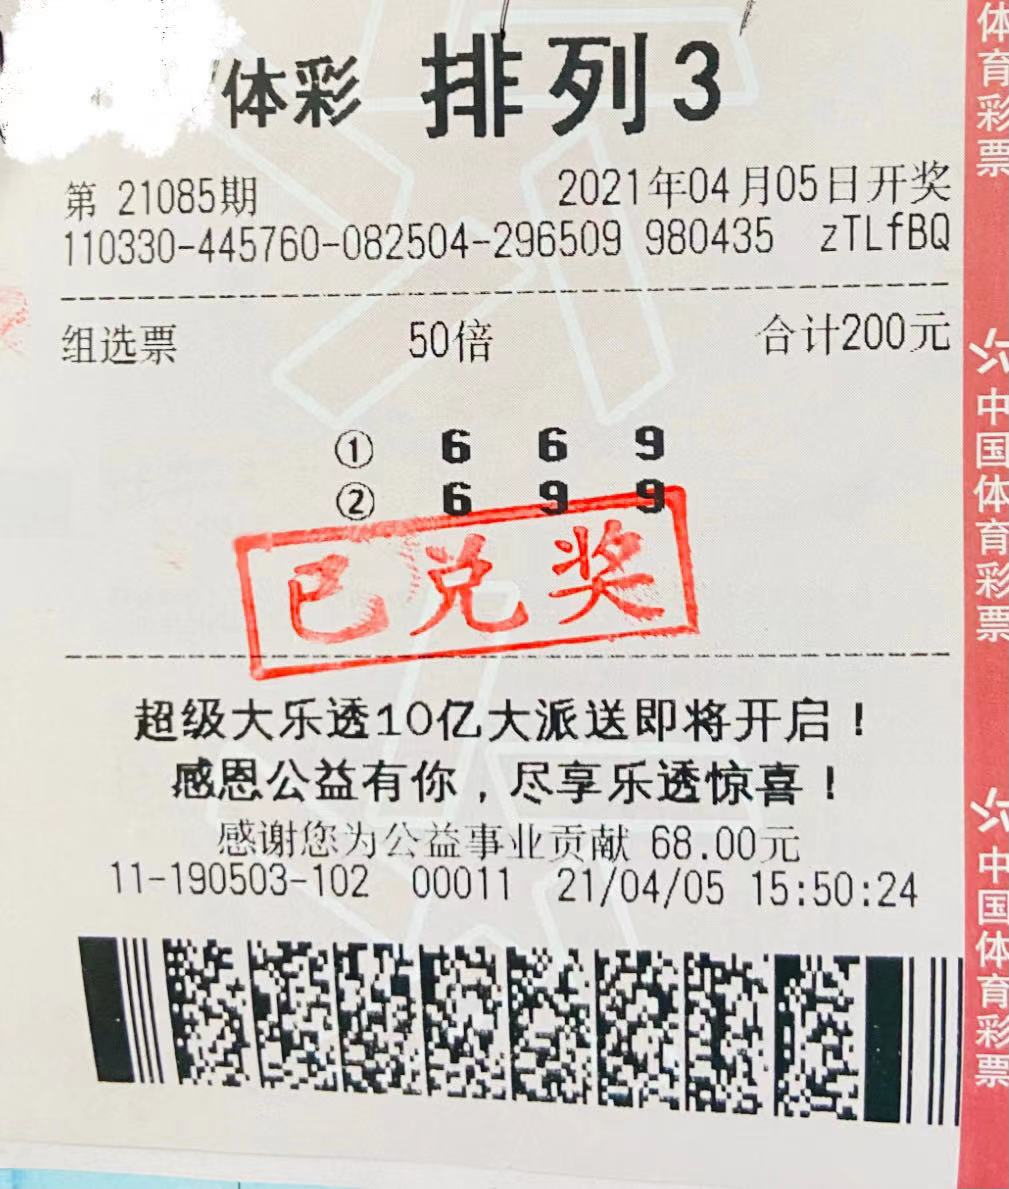 体彩 排列3
第 21085期 2021年04月05日开奖
110330-445760-082504-296509 980435 zTLfBQ
组选票 50倍 合计200元
① 6 6 9
② 6 9 9
已兑奖
超级大乐透10亿大派送即将开启！
感恩公益有你，尽享乐透惊喜！
感谢您为公益事业贡献 68.00元
11-190503-102 00011 21/04/05 15:50:24
体育彩票
中国体育彩票
中国体育彩票